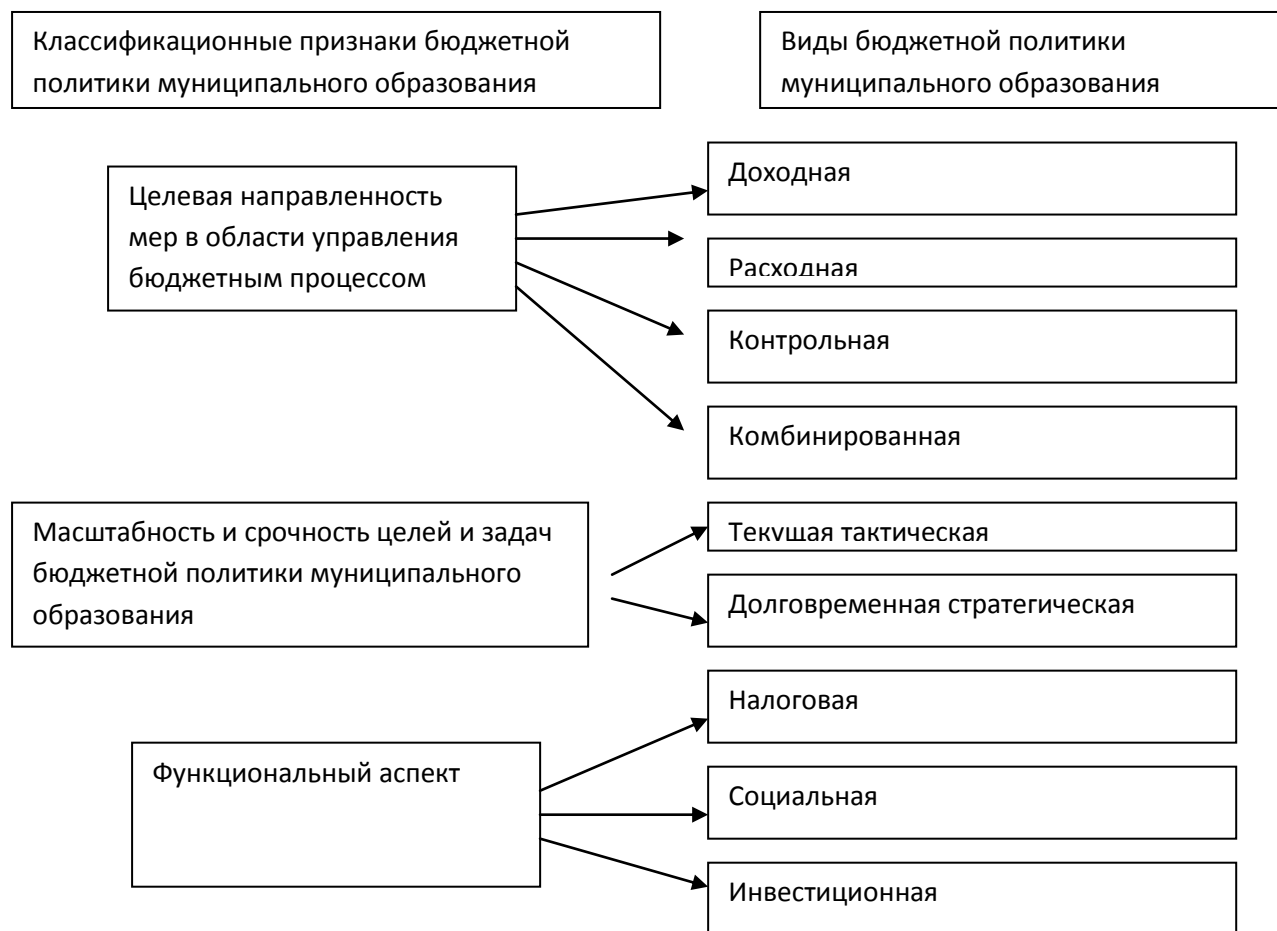 Классификационные признаки бюджетной
политики муниципального образования
Виды бюджетной политики
муниципального образования
Целевая направленность
мер в области управления
бюджетным процессом
Доходная
Расходная
Контрольная
Комбинированная
Масштабность и срочность целей и задач
бюджетной политики муниципального
образования
Текущая тактическая
Долговременная стратегическая
Функциональный аспект
Налоговая
Социальная
Инвестиционная